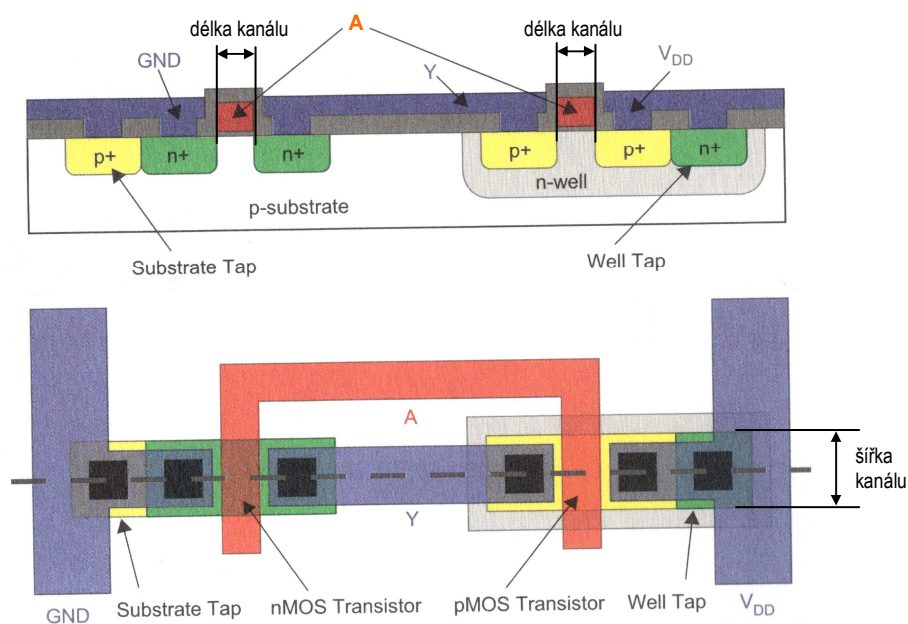 délka kanálu
A
délka kanálu
GND
Y
VDD
p+
n+
n+
p+
p+
n+
n-well
p-substrate
Substrate Tap
Well Tap
A
šířka
kanálu
Y
GND
Substrate Tap
nMOS Transistor
pMOS Transistor
Well Tap
VDD